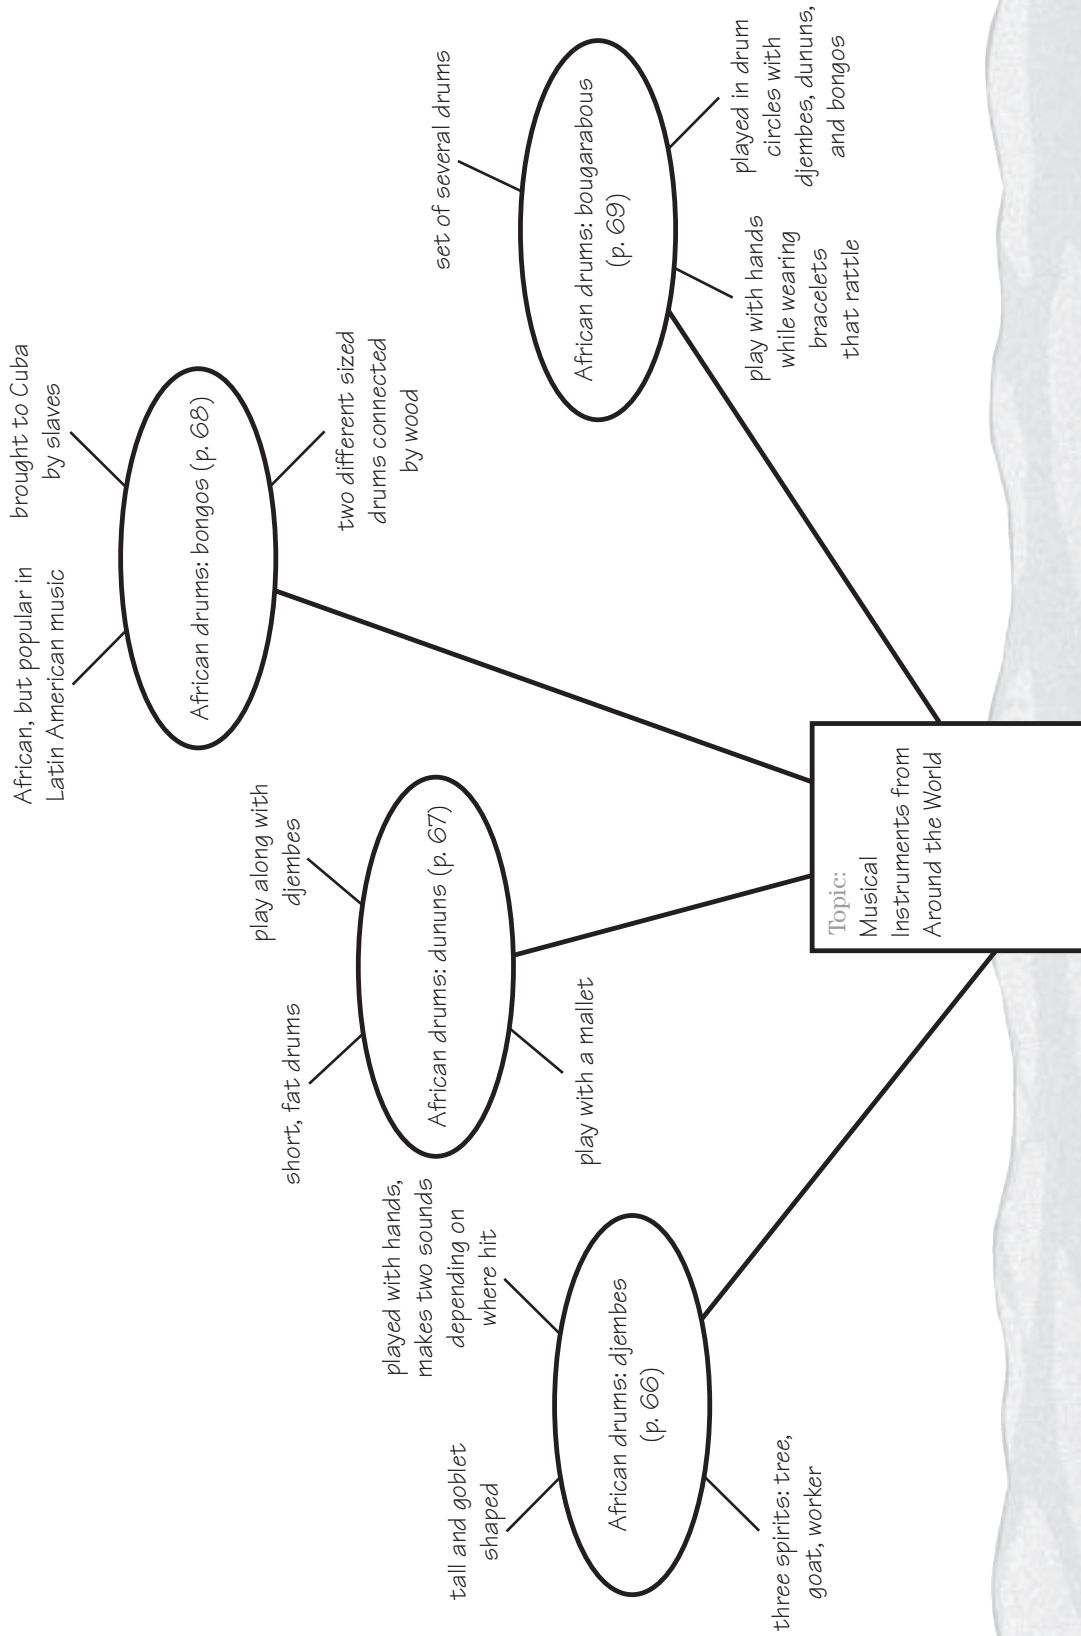 tall and goblet
shaped
played with hands,
makes two sounds
depending on
where hit
African drums: djembes
(p. 66)
three spirits: tree,
goat, worker
short, fat drums
play along with
djembes
African drums: dununs (p. 67)
play with a mallet
African, but popular in
Latin American music
brought to Cuba
by slaves
African drums: bongos (p. 68)
two different sized
drums connected
by wood
set of several drums
African drums: bougarabous
(p. 69)
play with hands
while wearing
bracelets
that rattle
played in drum
circles with
djembes, dununs,
and bongos
Topic:
Musical
Instruments from
Around the World